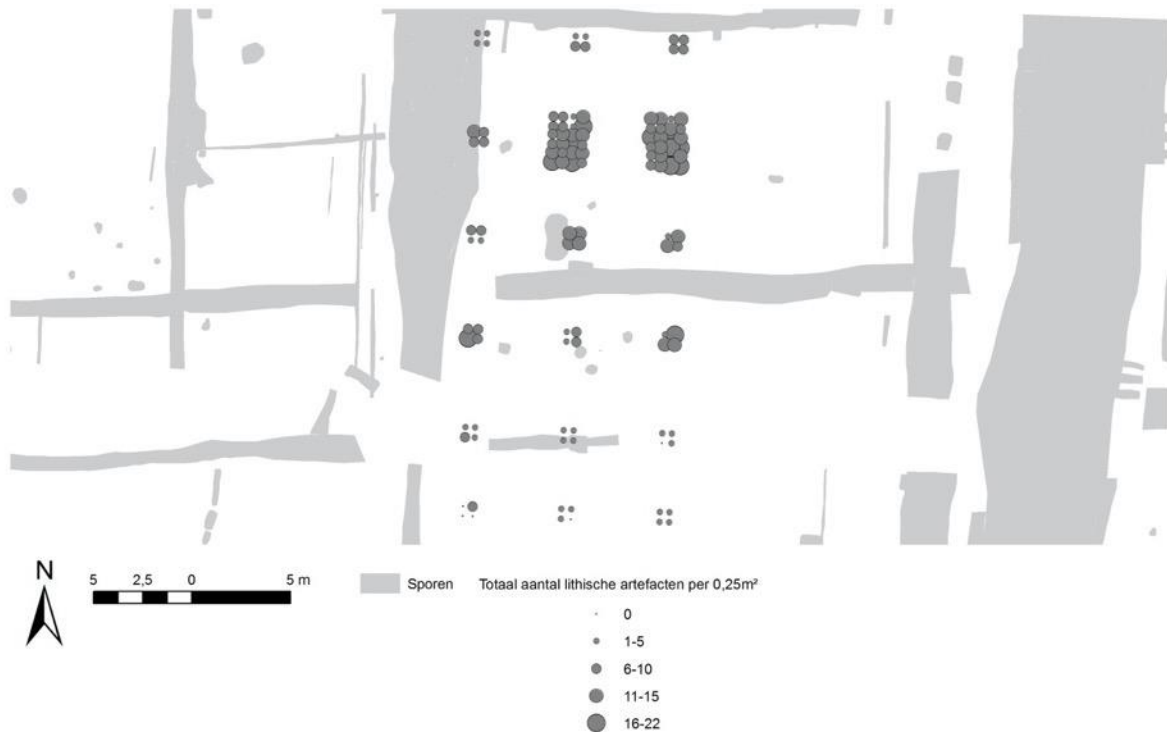 N
5 2,5 0 5 m
Sporen Totaal aantal lithische artefacten per 0,25m²
0
1-5
6-10
11-15
16-22